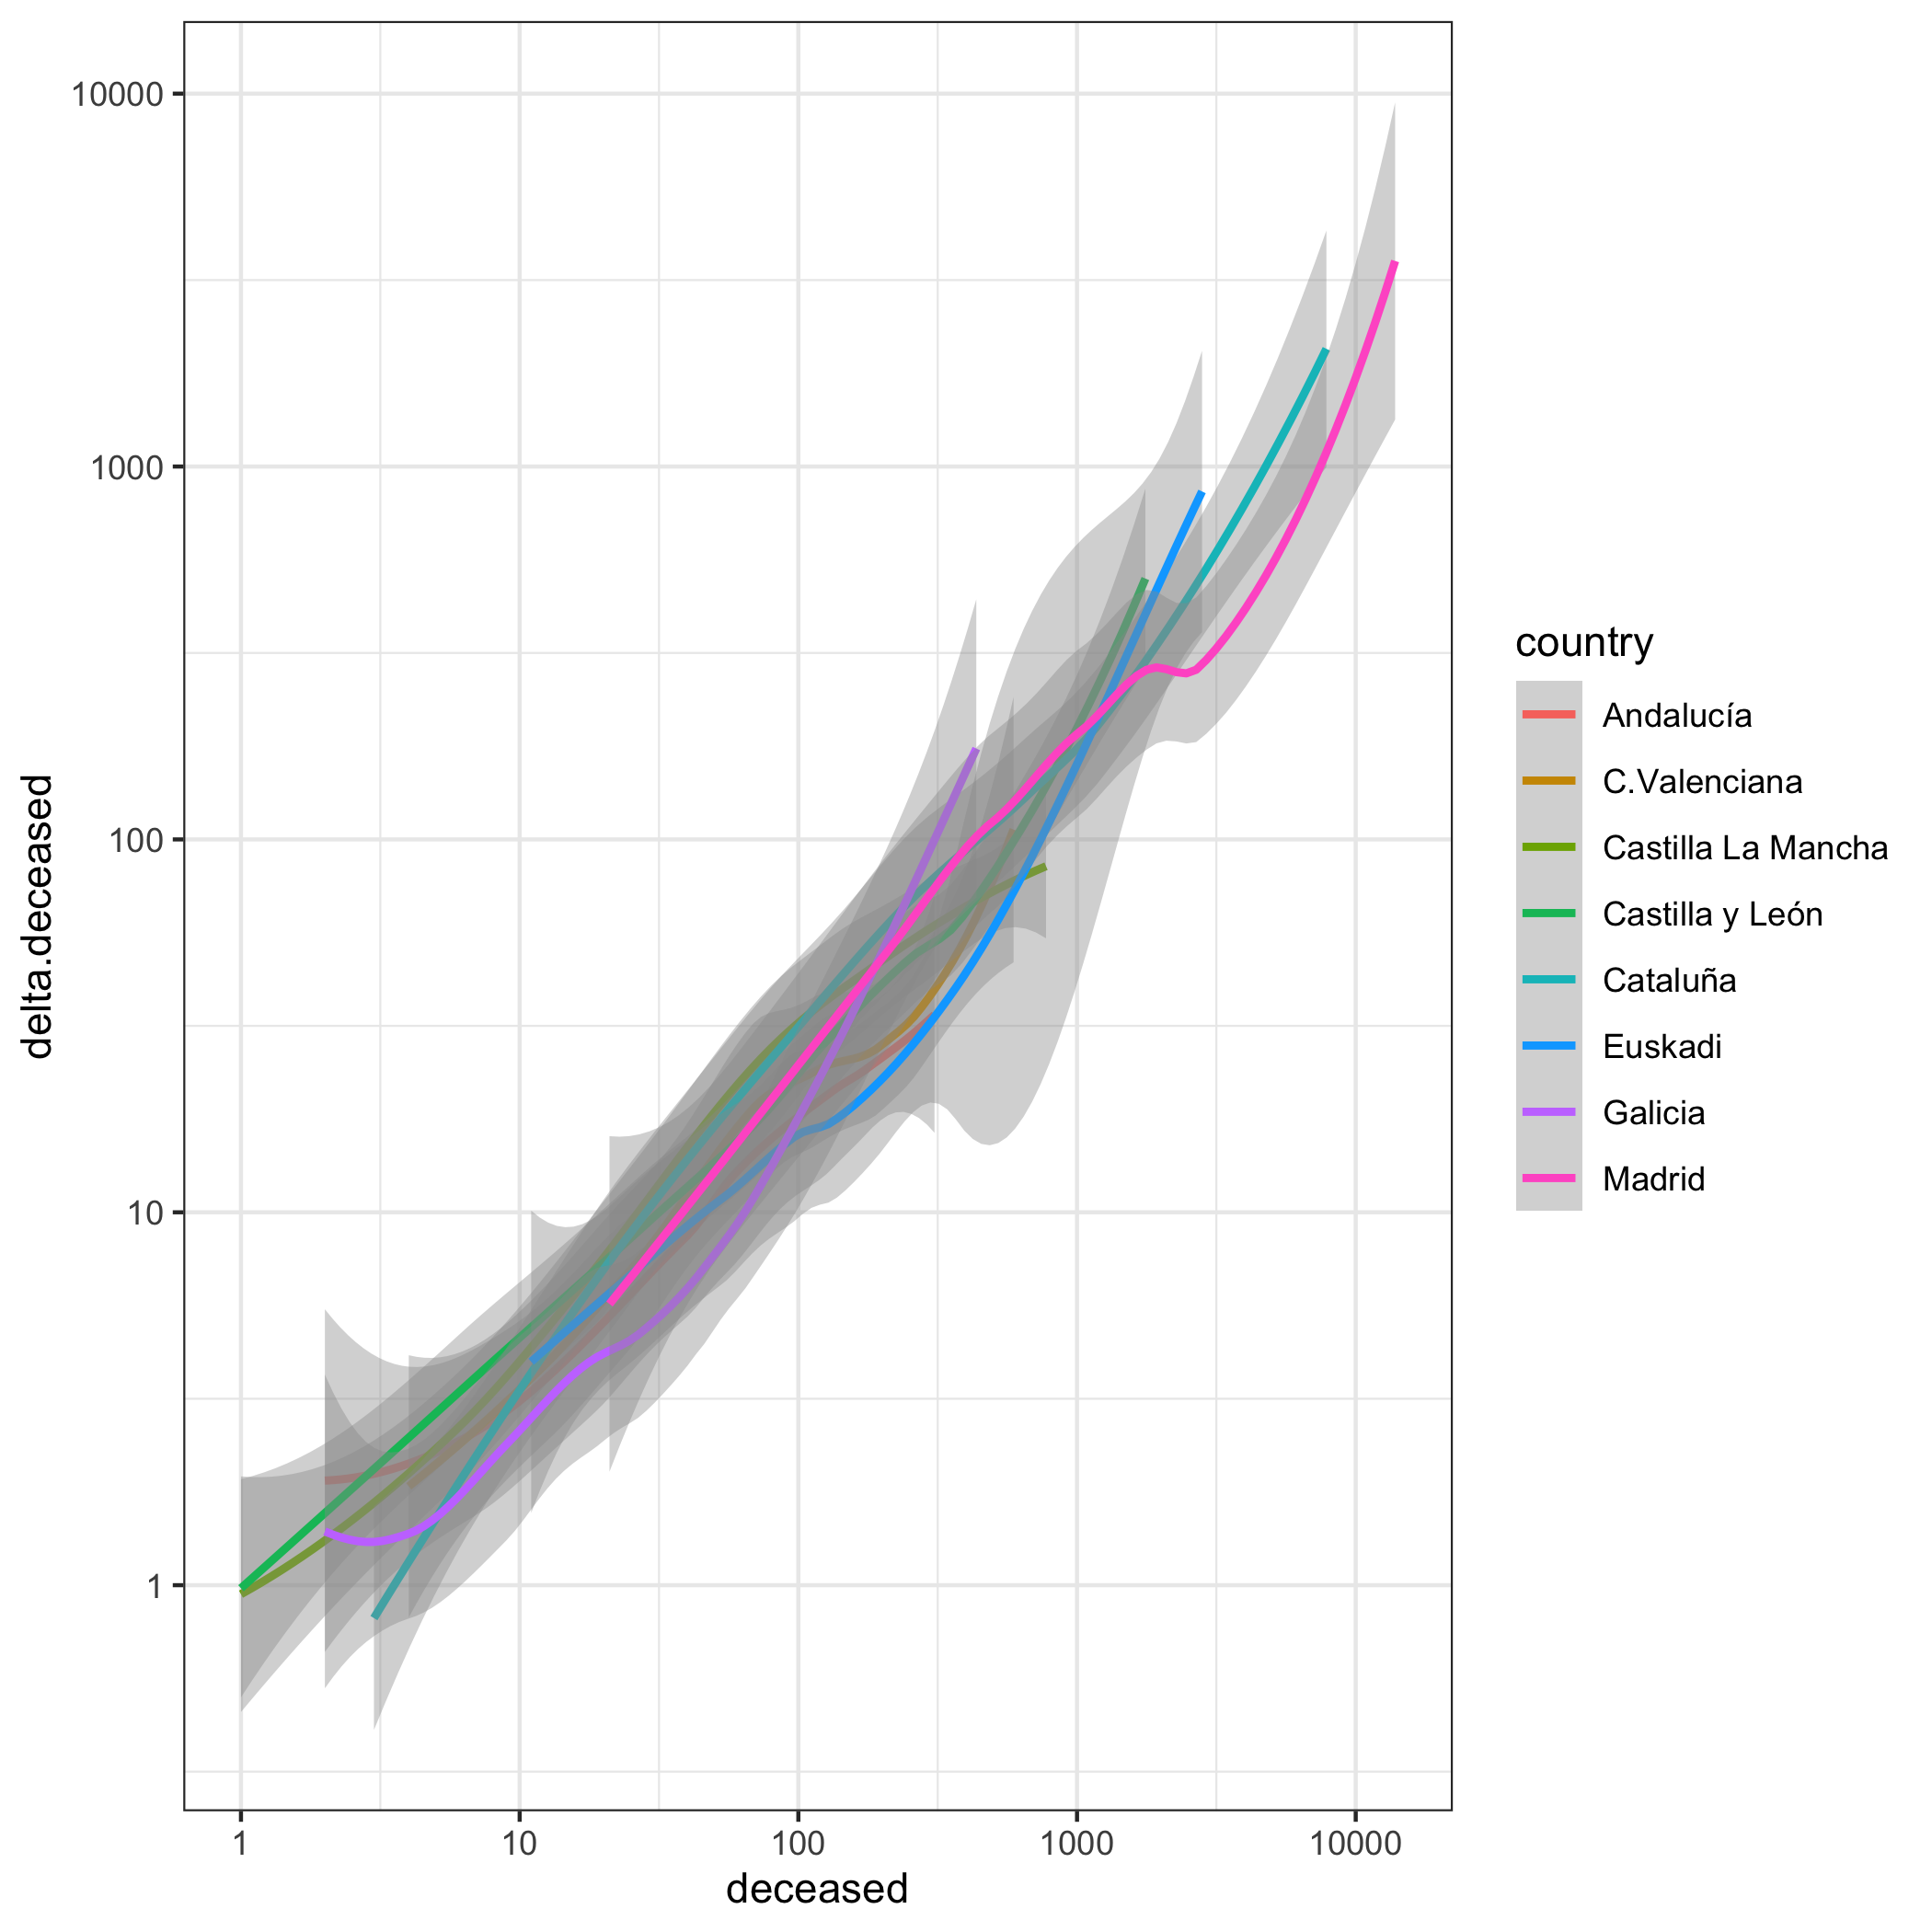 10000
1000
100
10
1
delta.deceased
1 10 100 1000 10000
deceased
country
Andalucía
C.Valenciana
Castilla La Mancha
Castilla y León
Cataluña
Euskadi
Galicia
Madrid